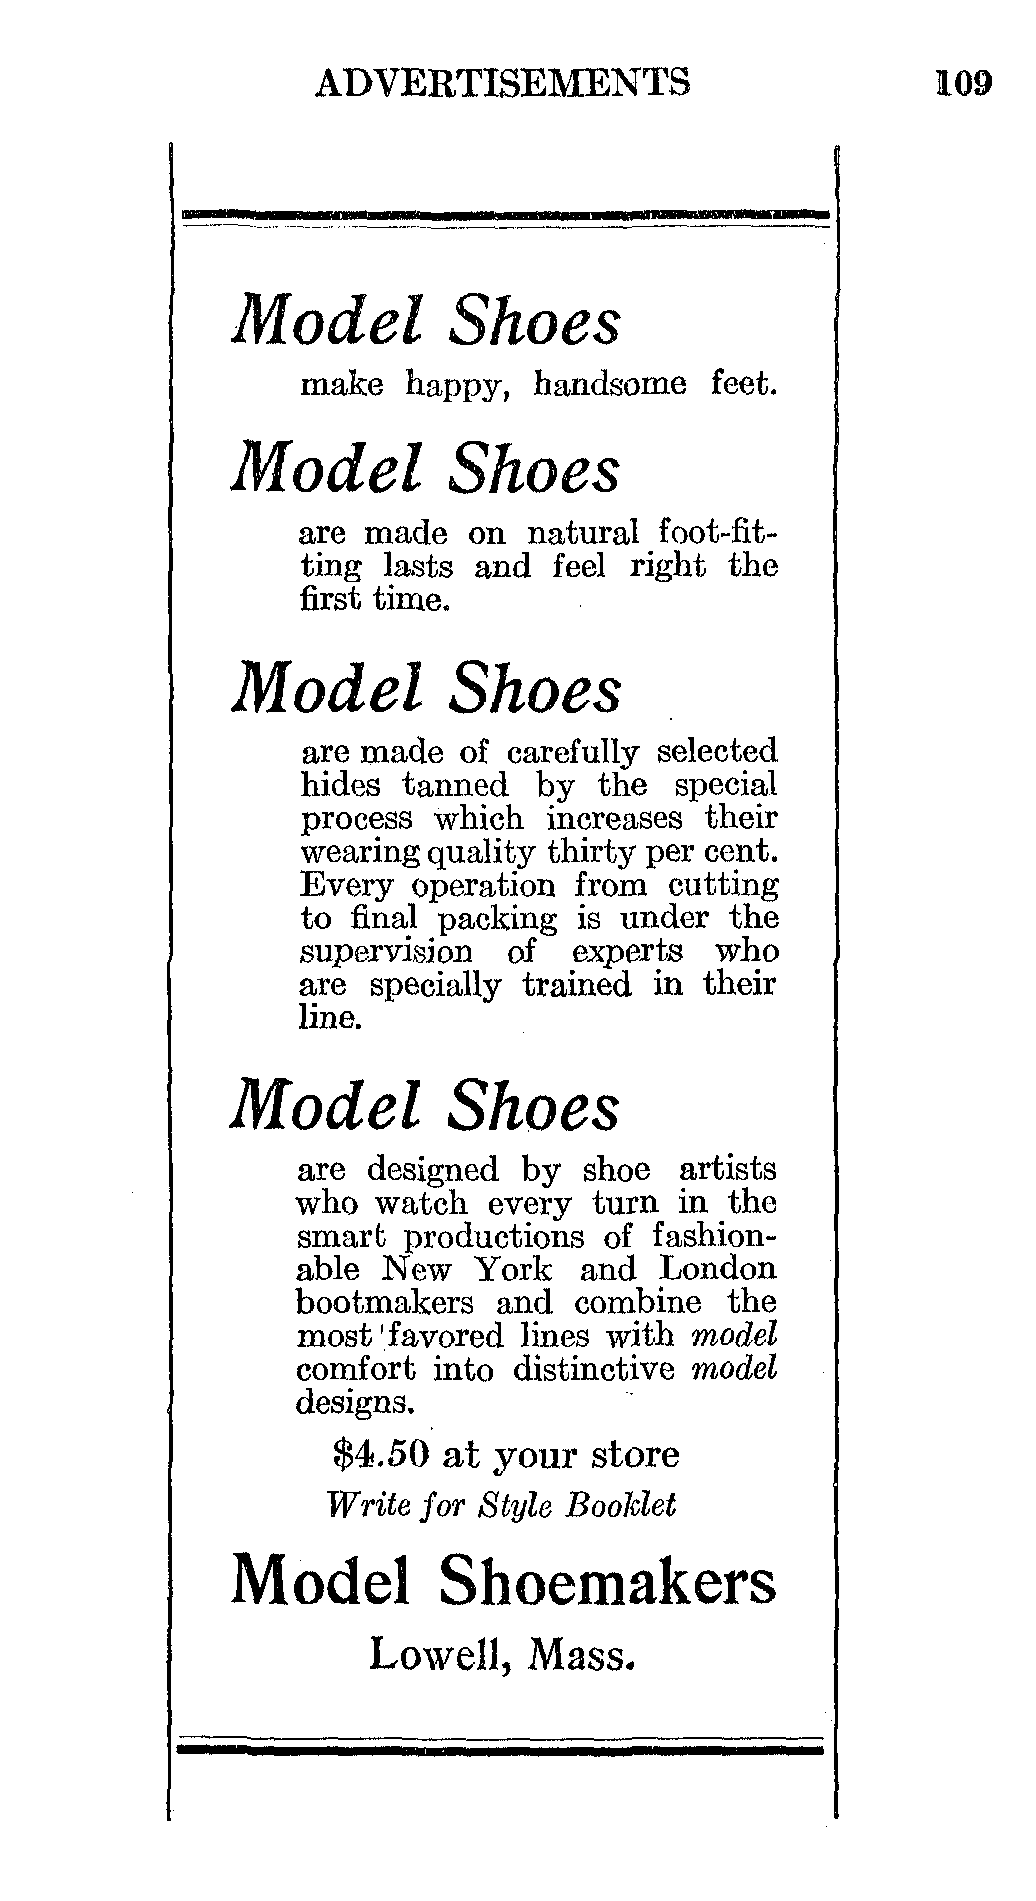 ADVERTISEMENTS 109
Model Shoes
make happy, handsome feet.
Model Shoes
are made on natural foot-fit-
ting lasts and feel right the
first time.
Model Shoes
are made of carefully selected
hides tanned by the special
process which increases their
wearing quality thirty per cent.
Every operation from cutting
to final packing is under the
supervision of experts who
are specially trained in their
line.
Model Shoes
are designed by shoe artists
who watch every turn in the
smart productions of fashion-
able New York and London
bootmakers and combine the
most favored lines with model
comfort into distinctive model
designs.
$4.50 at your store
Write for Style Booklet
Model Shoemakers
Lowell, Mass.